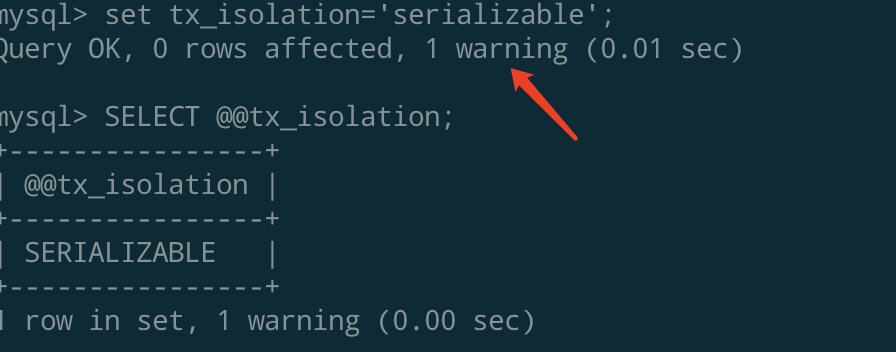 mysql> set tx_isolation='serializable';
Query OK, 0 rows affected, 1 warning (0.01 sec)
mysql> SELECT @@tx_isolation;
+----------------+
| @@tx_isolation |
+----------------+
| SERIALIZABLE   |
+----------------+
1 row in set, 1 warning (0.00 sec)